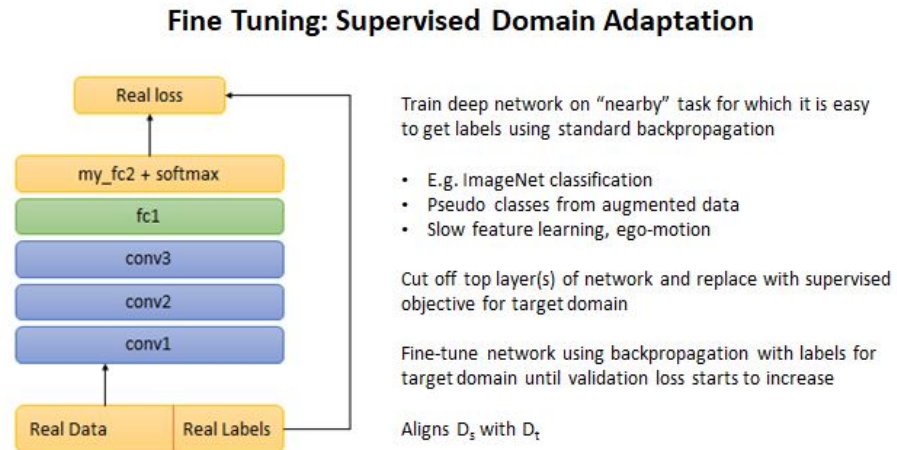 Fine Tuning: Supervised Domain Adaptation
Real loss
my_fc2 + softmax
fc1
conv3
conv2
conv1
Real Data
Real Labels
Train deep network on “nearby” task for which it is easy
to get labels using standard backpropagation
• E.g. ImageNet classification
• Pseudo classes from augmented data
• Slow feature learning, ego-motion
Cut off top layer(s) of network and replace with supervised
objective for target domain
Fine-tune network using backpropagation with labels for
target domain until validation loss starts to increase
Aligns Dₛ with Dₜ